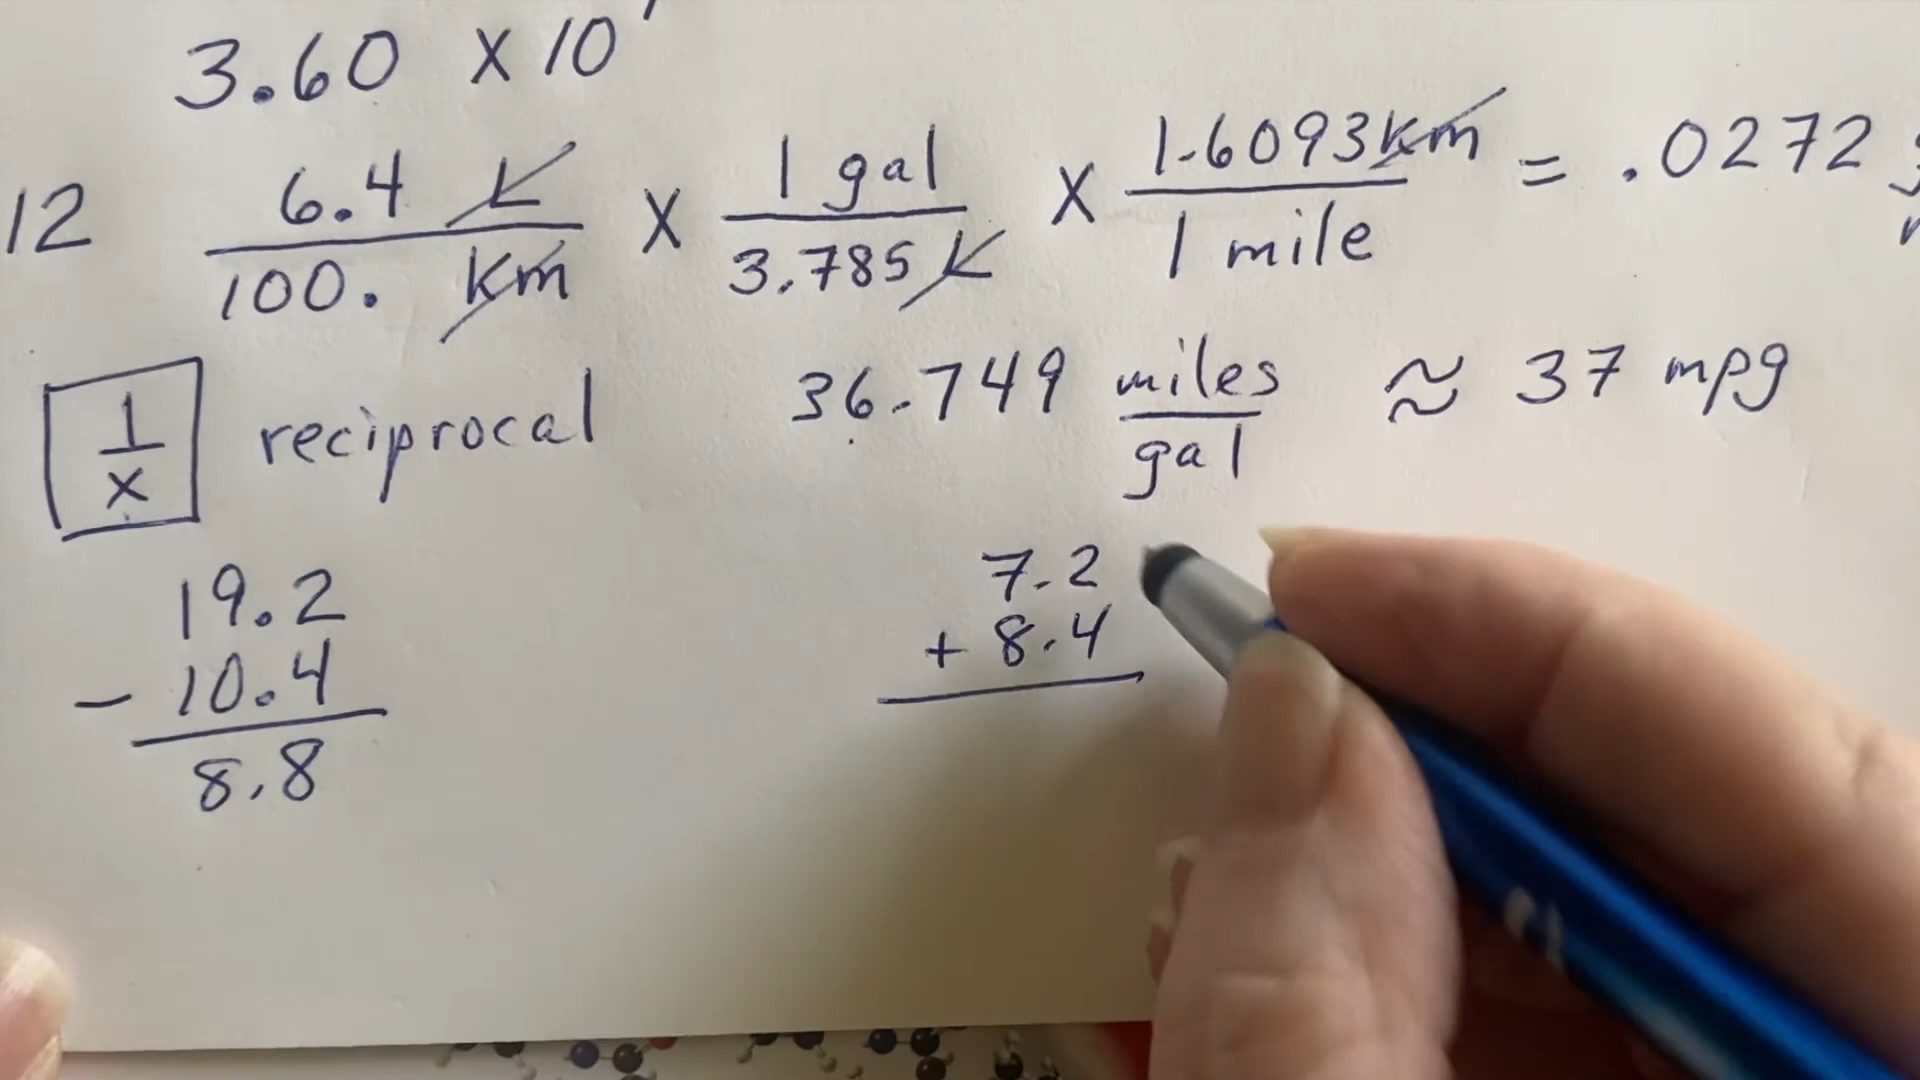 3.60 X 10
12 6.4 L / 100. km X 1 gal / 3.785 L X 1.6093 km / 1 mile = .0272
1/x reciprocal 36.749 miles/gal ≈ 37 mpg
19.2
- 10.4
8.8
7.2
+ 8.4